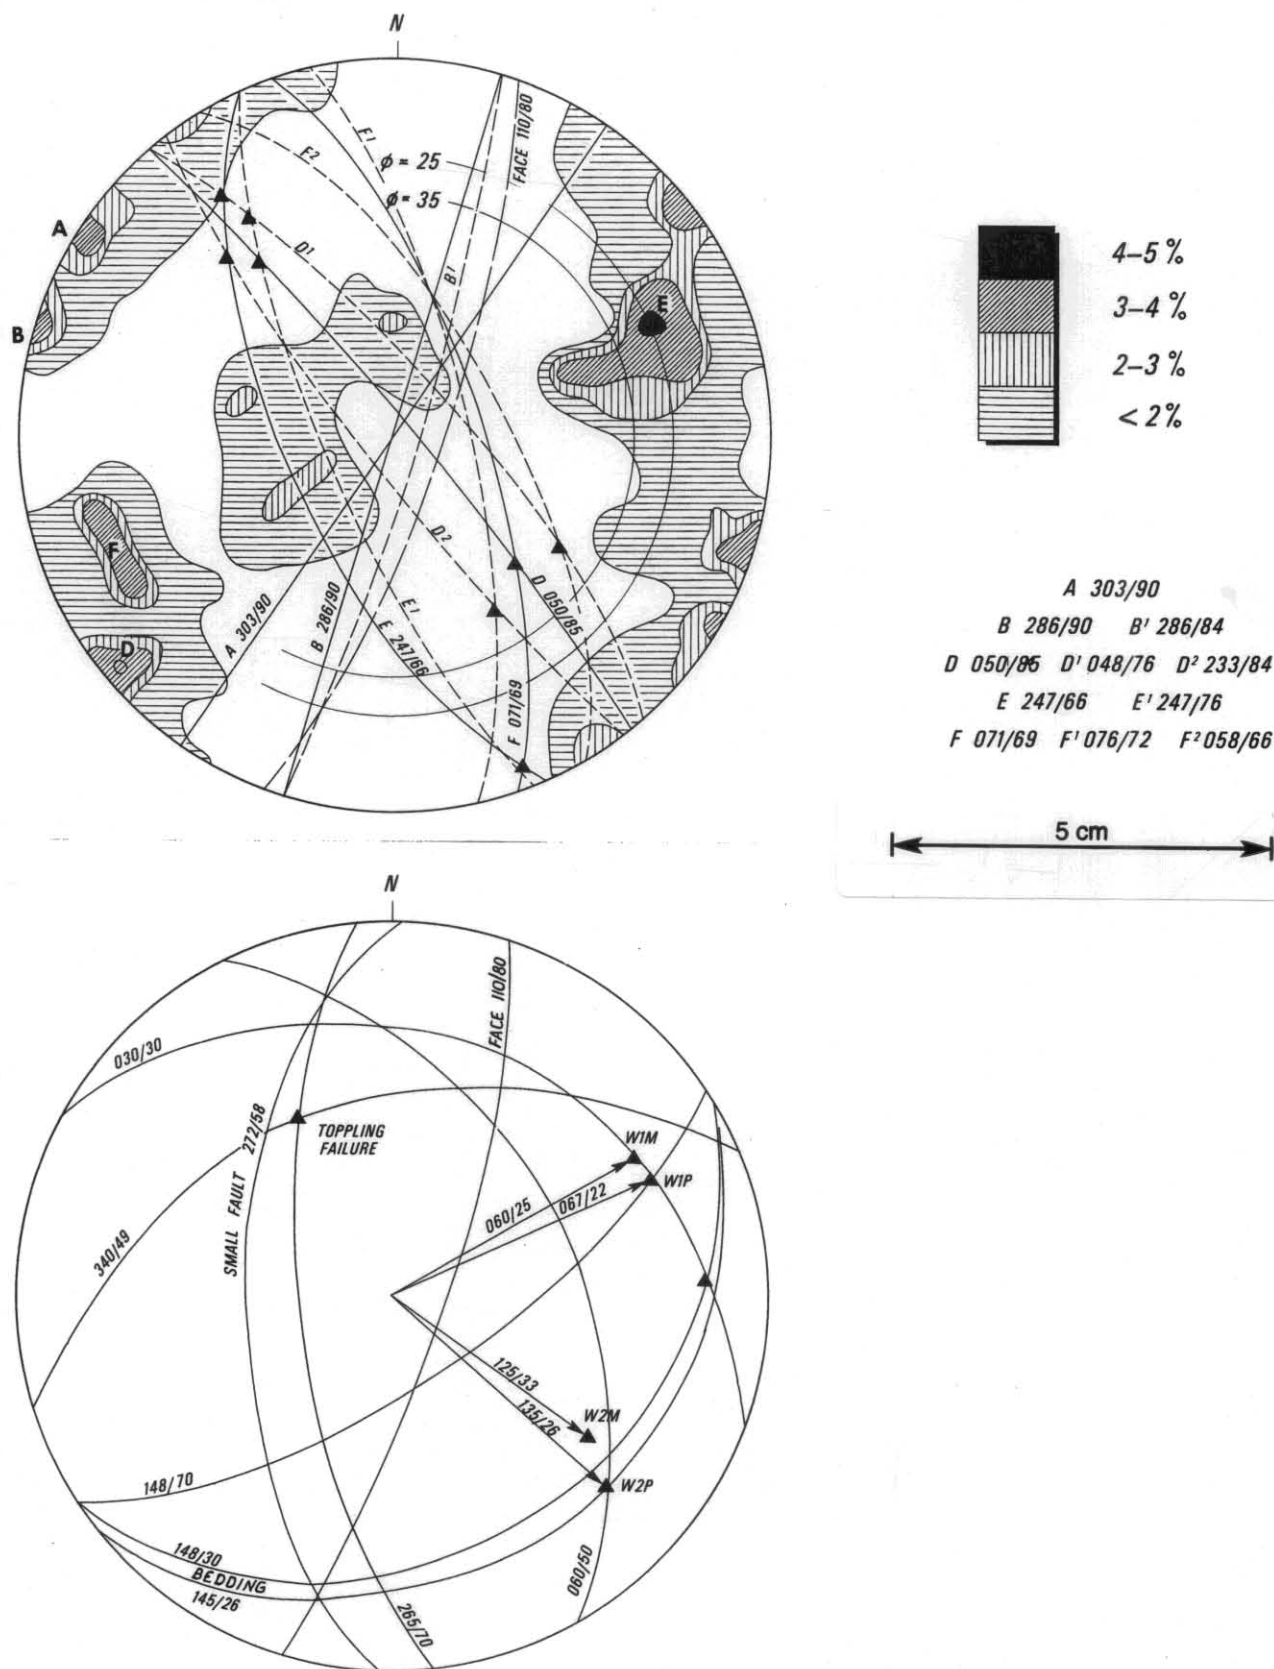 N
F¹
F²
ϕ = 25
ϕ = 35
FACE 110/80
A
B
D¹
B¹
E
F
D
D²
A 303/90
B 286/90
E¹
E 247/66
D 050/85
F 071/69
4–5 %
3–4 %
2–3 %
< 2 %
A 303/90
B 286/90 B¹ 286/84
D 050/85 D¹ 048/76 D² 233/84
E 247/66 E¹ 247/76
F 071/69 F¹ 076/72 F² 058/66
5 cm
N
030/30
FACE 110/80
SMALL FAULT 272/58
TOPPLING
FAILURE
W1M
W1P
060/25
067/22
340/49
125/33
135/26
W2M
W2P
148/70
148/30
BEDDING
145/26
265/70
060/50